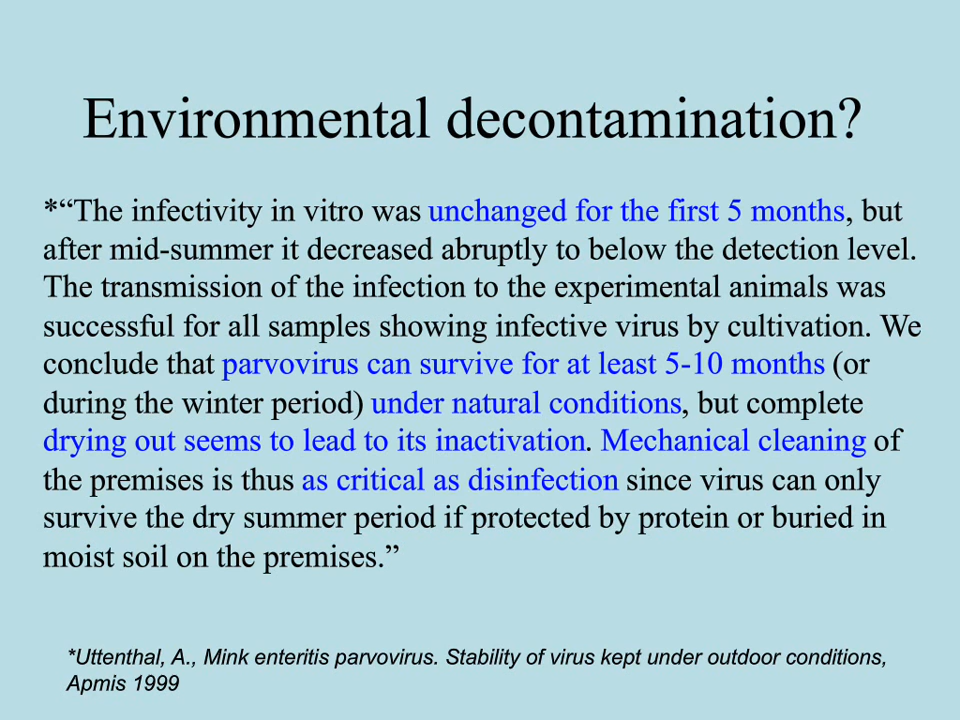 Environmental decontamination?
*“The infectivity in vitro was unchanged for the first 5 months, but
after mid-summer it decreased abruptly to below the detection level.
The transmission of the infection to the experimental animals was
successful for all samples showing infective virus by cultivation. We
conclude that parvovirus can survive for at least 5-10 months (or
during the winter period) under natural conditions, but complete
drying out seems to lead to its inactivation. Mechanical cleaning of
the premises is thus as critical as disinfection since virus can only
survive the dry summer period if protected by protein or buried in
moist soil on the premises.”
*Uttenthal, A., Mink enteritis parvovirus. Stability of virus kept under outdoor conditions,
Apmis 1999